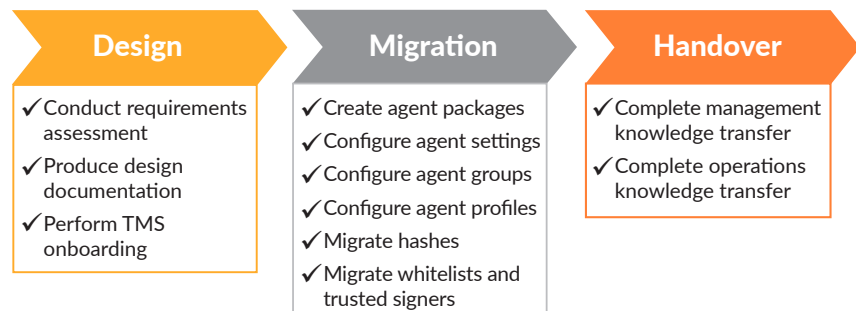 Design
Conduct requirements
assessment
Produce design
documentation
Perform TMS
onboarding
Migration
Create agent packages
Configure agent settings
Configure agent groups
Configure agent profiles
Migrate hashes
Migrate whitelists and
trusted signers
Handover
Complete management
knowledge transfer
Complete operations
knowledge transfer